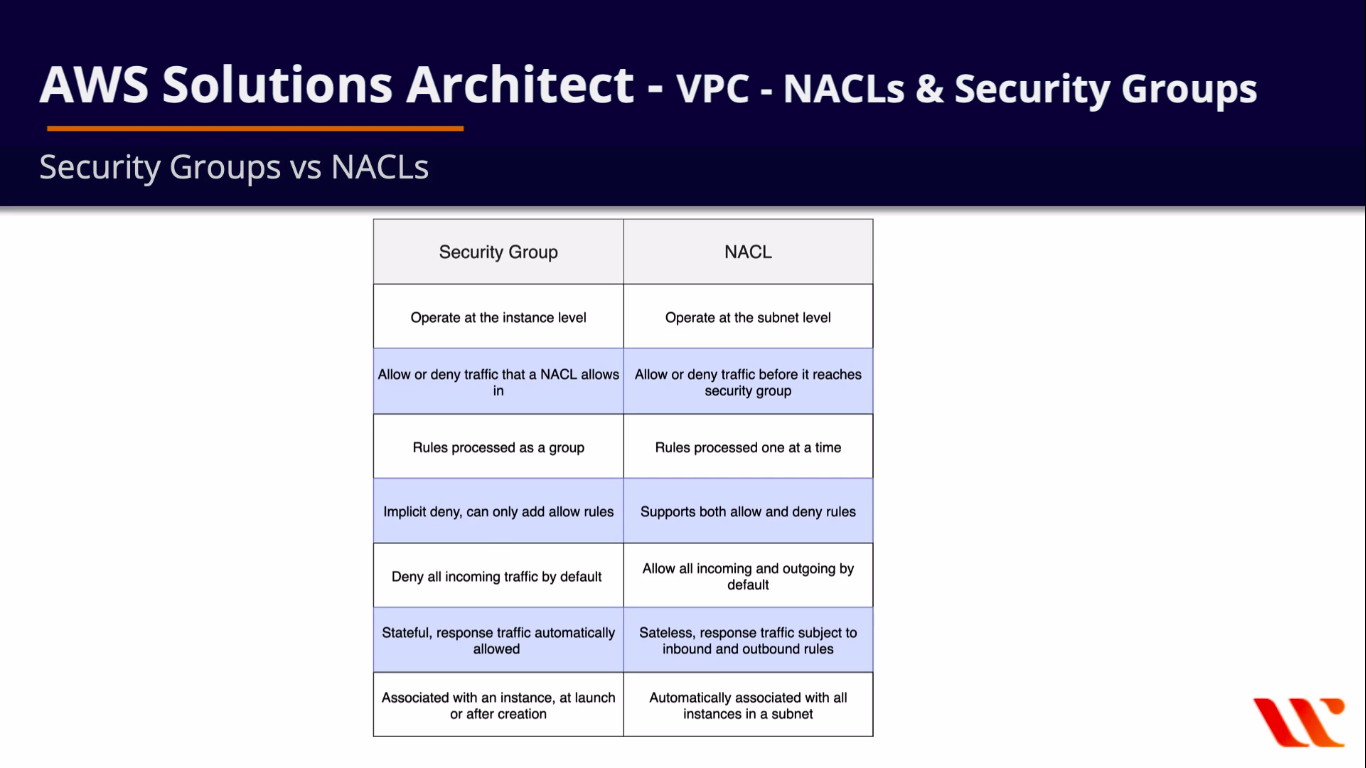 AWS Solutions Architect - VPC - NACLs & Security Groups
Security Groups vs NACLs
Security Group
NACL
Operate at the instance level
Operate at the subnet level
Allow or deny traffic that a NACL allows
in
Allow or deny traffic before it reaches
security group
Rules processed as a group
Rules processed one at a time
Implicit deny, can only add allow rules
Supports both allow and deny rules
Deny all incoming traffic by default
Allow all incoming and outgoing by
default
Stateful, response traffic automatically
allowed
Sateless, response traffic subject to
inbound and outbound rules
Associated with an instance, at launch
or after creation
Automatically associated with all
instances in a subnet